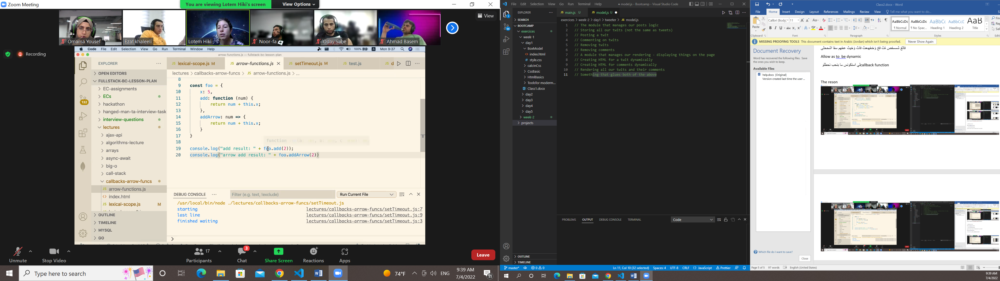 Zoom Meeting
You are viewing Lotem Hiki's screen
View Options
View
Omama Yousef
Ezat khaleeli
Lotem Hiki
Noor-fa
Oday Sabe
Ahmad Basem
Recording
Code File Edit Selection View Go Run Terminal Window Help
100%
Mon 9:37
arrow-functions.js — fullstack-bc-lesson-plan
EXPLORER
OPEN EDITORS
FULLSTACK-BC-LESSON-PLAN
EC-assignments
ECs
hackathon
hanged-man-ta-interview-task
interview-questions
lectures
ajax-api
algorithms-lecture
arrays
async-await
big-o
call-stack
callbacks-arrow-funcs
JS arrow-functions.js
index.html
JS lexical-scope.js M
OUTLINE
TIMELINE
MYSQL
GO
132
JS lexical-scope.js M
JS arrow-functions.js
JS setTimeout.js M
JS test.js
JS d
lectures > callbacks-arrow-funcs > JS arrow-functions.js > ...
8
9 const foo = {
10 x: 5,
11 add: function (num) {
12 return num + this.x;
13 },
14 addArrow: num => {
15 return num + this.x;
16 }
17 }
18
19 console.log("add result: " + foo.add(2));
20 console.log("arrow add result: " + foo.addArrow(2))
DEBUG CONSOLE
Filter (e.g. text, !exclude)
Run Current File
/usr/local/bin/node ./lectures/callbacks-arrow-funcs/setTimeout.js
starting lectures/callbacks-arrow-funcs/setTimeout.js:7
last line lectures/callbacks-arrow-funcs/setTimeout.js:9
finished waiting lectures/callbacks-arrow-funcs/setTimeout.js:3
Unmute
Stop Video
17
Participants
3
Chat
Share Screen
Reactions
Apps
Leave
Type here to search
74°F
ENG
9:39 AM
7/4/2022
11
File Edit Selection View Go Run Terminal Help
● model.js - Bootcamp - Visual Studio Code
EXPLORER
SEARCH
BOOTCAMP
exercices
week-1
day1
BoxModel
index.html
# style.css
calcInCss
CssBasic
HtmlBasics
Toolsfor moderm...
Class1.docx
day2
day3
day4
day5
week-2
projects
OUTLINE
TIMELINE
1
64
JS main.js U
JS model.js U
exercices > week-2 > day1 > tweeter > JS model.js
1 // The module that manages our posts logic
2 // Storing all our twits (not the same as tweets)
3 // Posting a twit
4 // Commenting on twits
5 // Removing twits
6 // Removing comments
7 // A module that manages our rendering - displaying things on the page
8 // Creating HTML for a twit dynamically
9 // Creating HTML for comments dynamically
10 // Rendering all our twits and their comments
11 // Something that glues both of the above
PROBLEMS OUTPUT DEBUG CONSOLE TERMINAL
Code
master*
0 0
Ln 11, Col 10 (32 selected) Spaces: 4 UTF-8 CRLF {} JavaScript Prettier
Class2.docx - Word
File Home Insert Design Layout References Mailings Review View Tell me what you want to do...
Paste
Clipboard
Calibri (Body) 11
Font
Paragraph
AaBbCcDc AaBbCcDc AaBbCc AaBbCcC AaB
¶ Normal ¶ No Spac... Heading 1 Heading 2 Title
Styles
MISSING PROOFING TOOLS This document contains text in Arabic (Jordan) which isn't being proofed.
Never Show Again
Document Recovery
Word has recovered the following files. Save the ones you wish to keep.
Available Files
help.docx [Original]
Version created last time the user ...
Which file do I want to save?
Close
Allow as to be dynamic
callback function
The reson
Page 5 of 5 97 words English (United States)
9:39 AM
7/4/2022